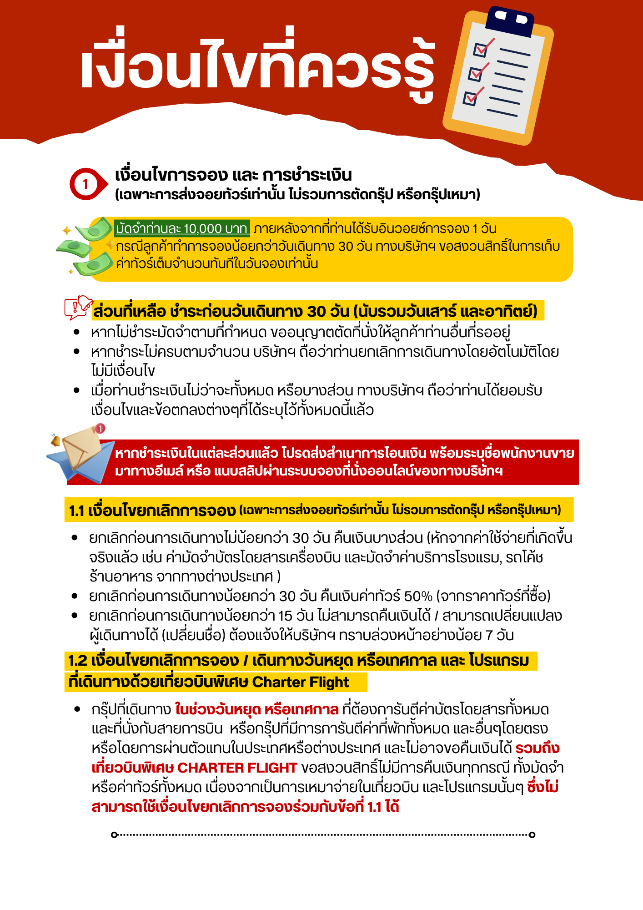 เงื่อนไขที่ควรรู้
1
เงื่อนไขการจอง และ การชำระเงิน
(เฉพาะการส่งจอยทัวร์เท่านั้น ไม่รวมการตัดกรุ๊ป หรือกรุ๊ปเหมา)
มัดจำท่านละ 10,000 บาท ภายหลังจากที่ท่านได้รับอินวอยซ์การจอง 1 วัน
กรณีลูกค้าทำการจองน้อยกว่าวันเดินทาง 30 วัน ทางบริษัทฯ ขอสงวนสิทธิ์ในการเก็บ
ค่าทัวร์เต็มจำนวนทันทีในวันจองเท่านั้น
ส่วนที่เหลือ ชำระก่อนวันเดินทาง 30 วัน (นับรวมวันเสาร์ และอาทิตย์)
• หากไม่ชำระมัดจำตามที่กำหนด ขออนุญาตตัดที่นั่งให้ลูกค้าท่านอื่นที่รออยู่
• หากชำระไม่ครบตามจำนวน บริษัทฯ ถือว่าท่านยกเลิกการเดินทางโดยอัตโนมัติโดย
ไม่มีเงื่อนไข
• เมื่อท่านชำระเงินไม่ว่าจะทั้งหมด หรือบางส่วน ทางบริษัทฯ ถือว่าท่านได้ยอมรับ
เงื่อนไขและข้อตกลงต่างๆที่ได้ระบุไว้ทั้งหมดนี้แล้ว
1
หากชำระเงินในแต่ละส่วนแล้ว โปรดส่งสำเนาการโอนเงิน พร้อมระบุชื่อพนักงานขาย
มาทางอีเมล์ หรือ แนบสลิปผ่านระบบจองที่นั่งออนไลน์ของทางบริษัทฯ
1.1 เงื่อนไขยกเลิกการจอง (เฉพาะการส่งจอยทัวร์เท่านั้น ไม่รวมการตัดกรุ๊ป หรือกรุ๊ปเหมา)
• ยกเลิกก่อนการเดินทางไม่น้อยกว่า 30 วัน คืนเงินบางส่วน (หักจากค่าใช้จ่ายที่เกิดขึ้น
จริงแล้ว เช่น ค่ามัดจำบัตรโดยสารเครื่องบิน และมัดจำค่าบริการโรงแรม, รถโค้ช
ร้านอาหาร จากทางต่างประเทศ )
• ยกเลิกก่อนการเดินทางน้อยกว่า 30 วัน คืนเงินค่าทัวร์ 50% (จากราคาทัวร์ที่ซื้อ)
• ยกเลิกก่อนการเดินทางน้อยกว่า 15 วัน ไม่สามารถคืนเงินได้ / สามารถเปลี่ยนแปลง
ผู้เดินทางได้ (เปลี่ยนชื่อ) ต้องแจ้งให้บริษัทฯ ทราบล่วงหน้าอย่างน้อย 7 วัน
1.2 เงื่อนไขยกเลิกการจอง / เดินทางวันหยุด หรือเทศกาล และ โปรแกรม
ที่เดินทางด้วยเที่ยวบินพิเศษ Charter Flight
• กรุ๊ปที่เดินทาง ในช่วงวันหยุด หรือเทศกาล ที่ต้องการันตีค่าบัตรโดยสารทั้งหมด
และที่นั่งกับสายการบิน หรือกรุ๊ปที่มีการการันตีค่าที่พักทั้งหมด และอื่นๆโดยตรง
หรือโดยการผ่านตัวแทนในประเทศหรือต่างประเทศ และไม่อาจขอคืนเงินได้ รวมถึง
เที่ยวบินพิเศษ CHARTER FLIGHT ขอสงวนสิทธิ์ไม่มีการคืนเงินทุกกรณี ทั้งมัดจำ
หรือค่าทัวร์ทั้งหมด เนื่องจากเป็นการเหมาจ่ายในเที่ยวบิน และโปรแกรมนั้นๆ ซึ่งไม่
สามารถใช้เงื่อนไขยกเลิกการจองร่วมกับข้อที่ 1.1 ได้